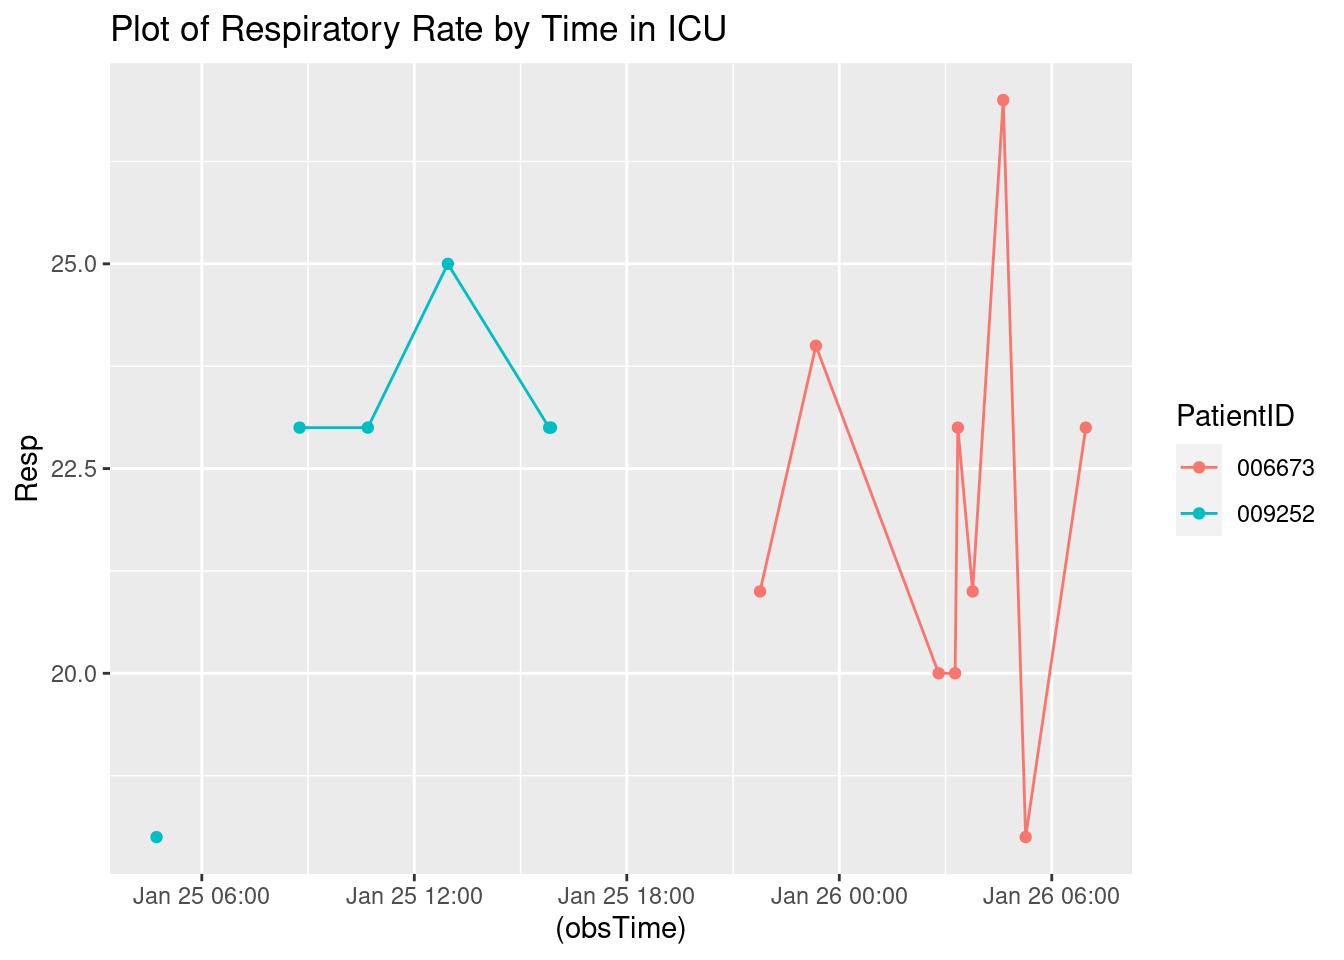 Plot of Respiratory Rate by Time in ICU
Resp
25.0
22.5
20.0
Jan 25 06:00
Jan 25 12:00
Jan 25 18:00
Jan 26 00:00
Jan 26 06:00
(obsTime)
PatientID
006673
009252